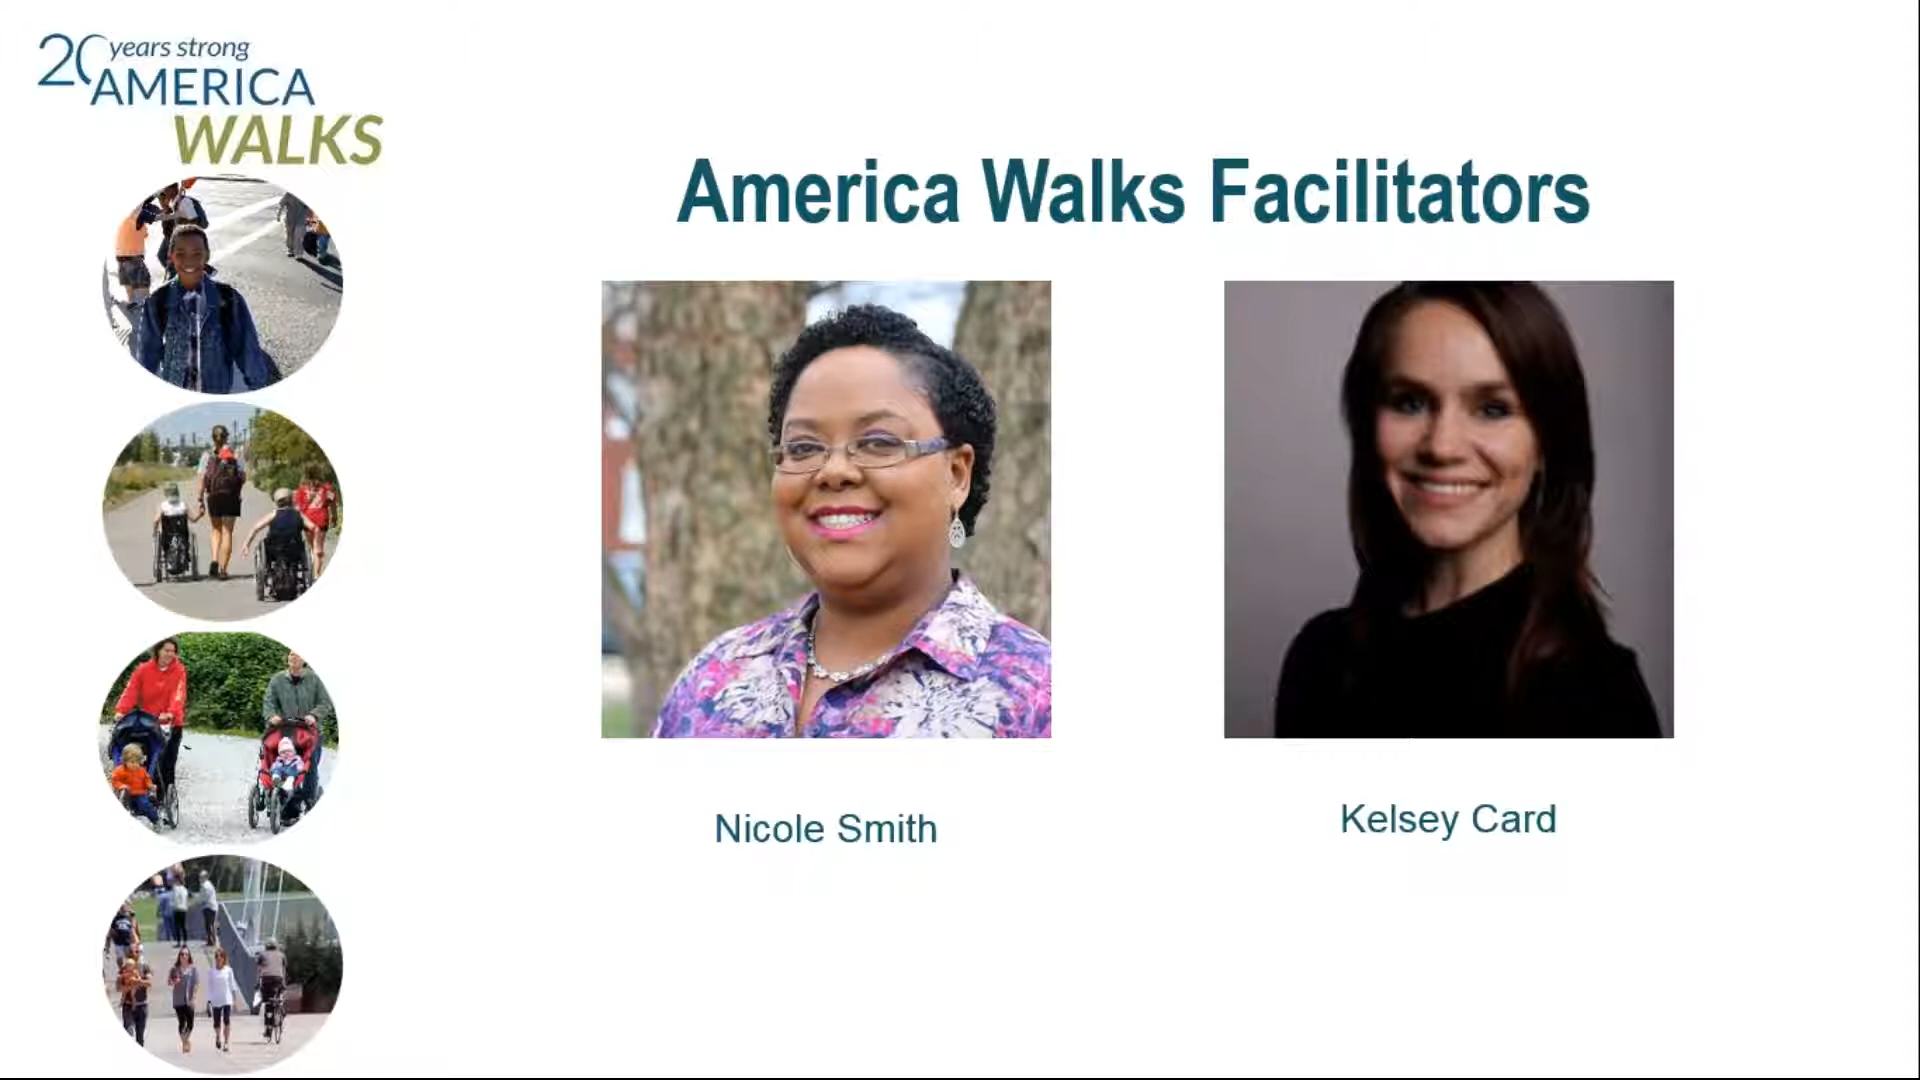 20 years strong
AMERICA
WALKS
America Walks Facilitators
Nicole Smith
Kelsey Card